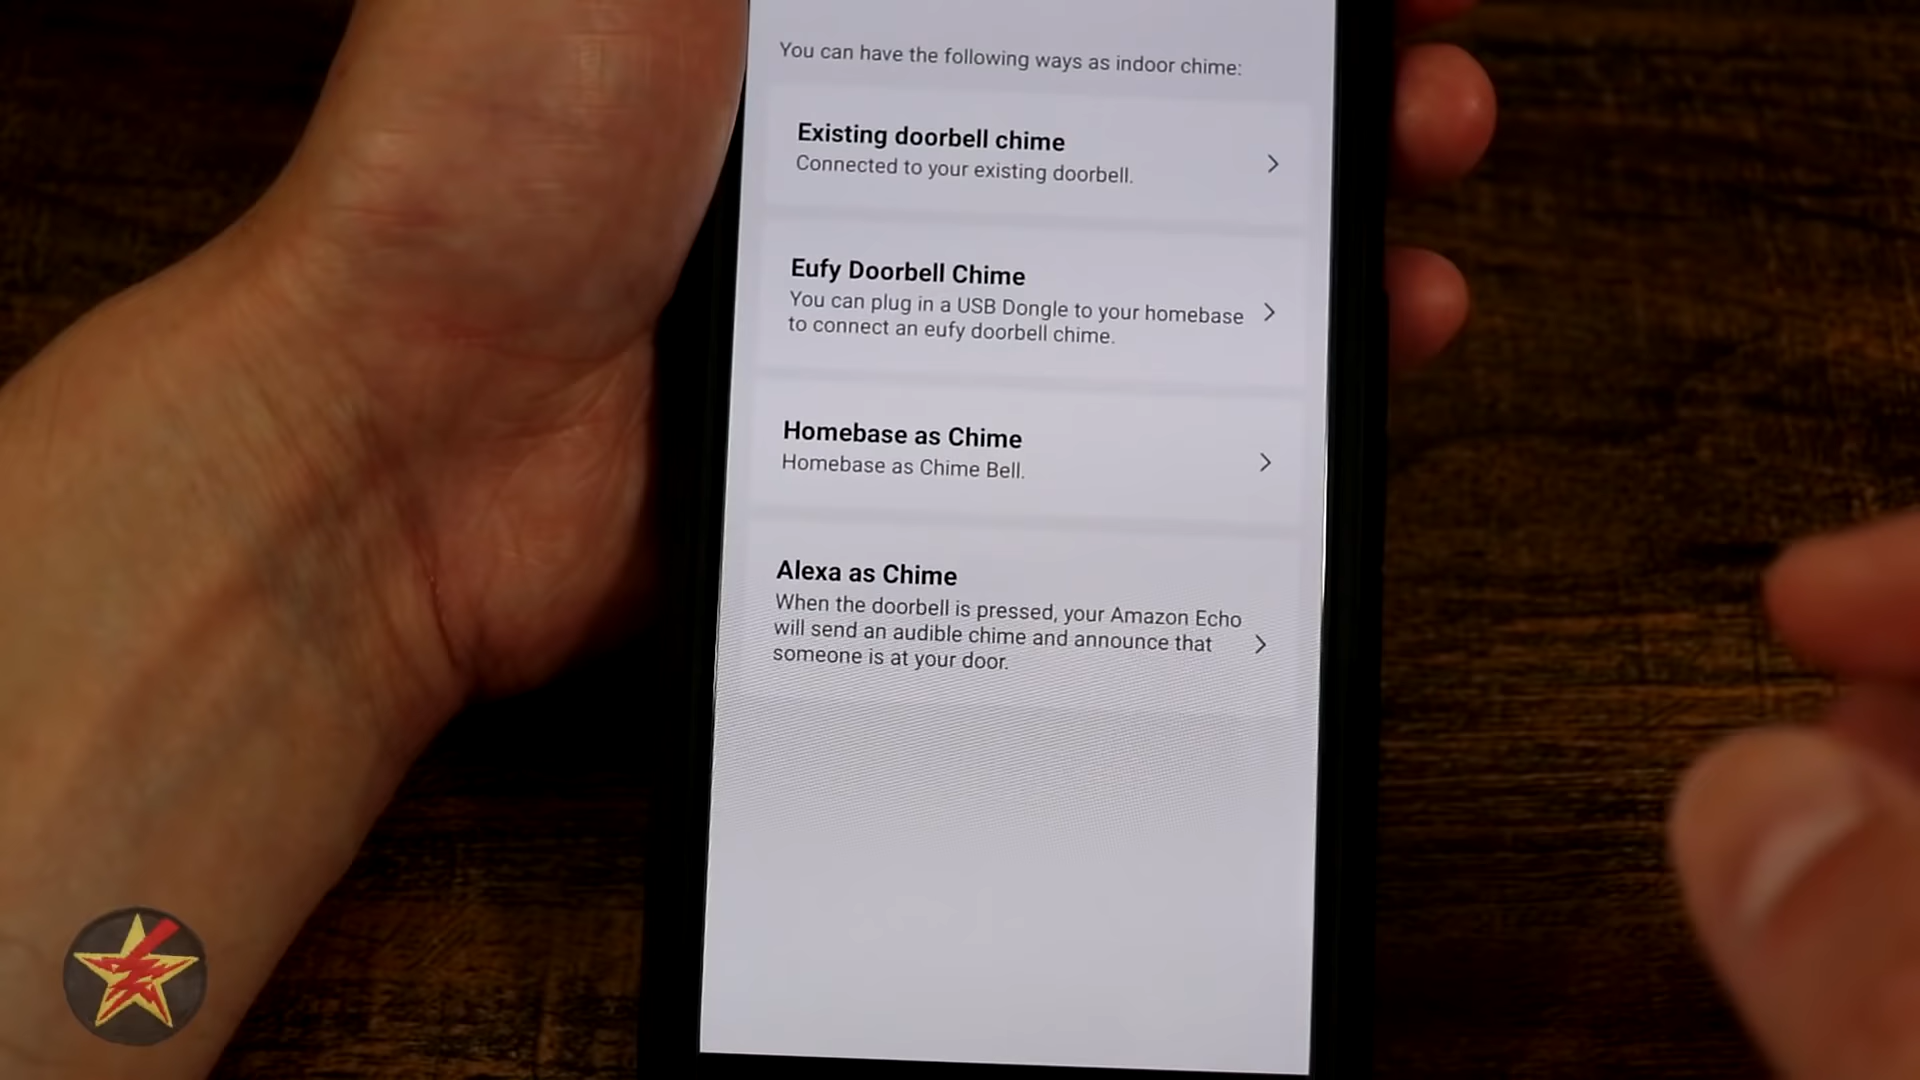 You can have the following ways as indoor chime:
Existing doorbell chime
Connected to your existing doorbell.
Eufy Doorbell Chime
You can plug in a USB Dongle to your homebase
to connect an eufy doorbell chime.
Homebase as Chime
Homebase as Chime Bell.
Alexa as Chime
When the doorbell is pressed, your Amazon Echo
will send an audible chime and announce that
someone is at your door.